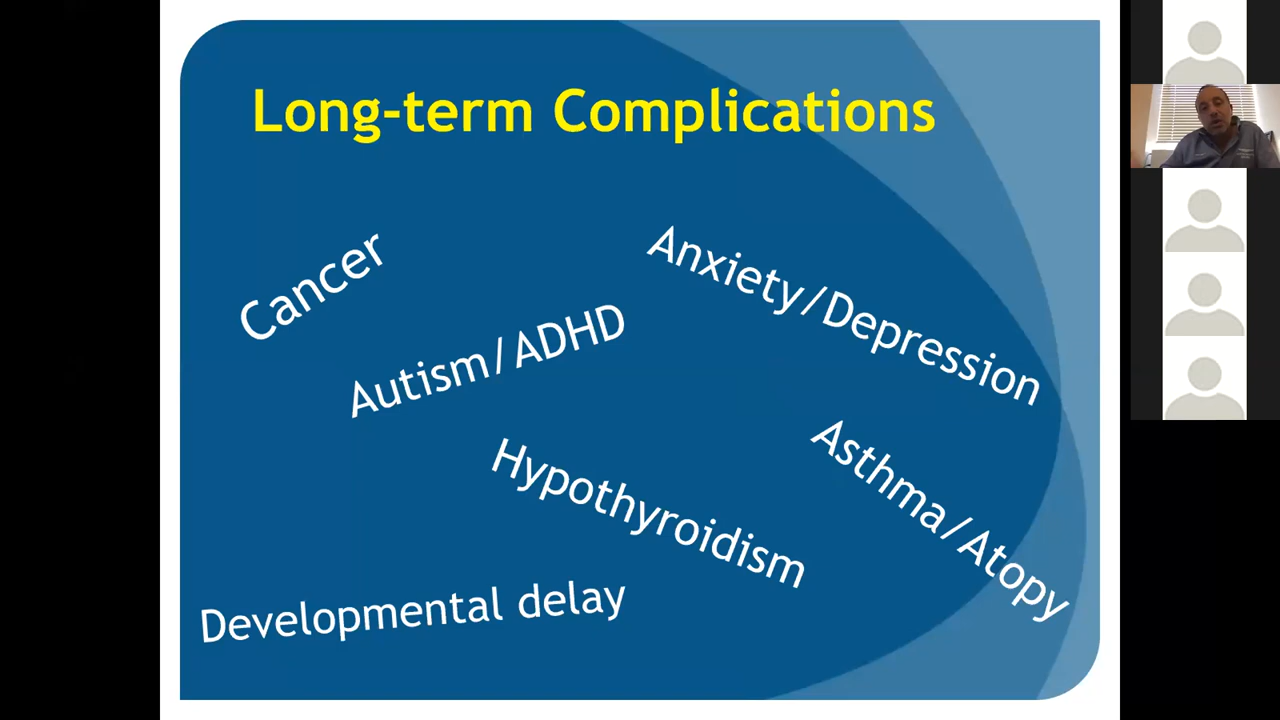 Long-term Complications
Cancer
Anxiety/Depression
Autism/ADHD
Hypothyroidism
Asthma/Atopy
Developmental delay